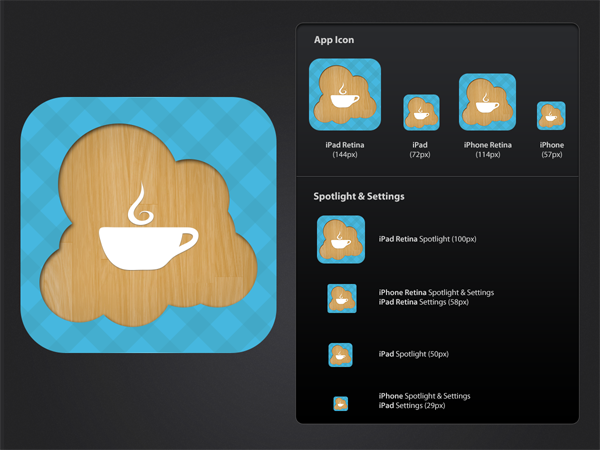 App Icon
iPad Retina
(144px)
iPad
(72px)
iPhone Retina
(114px)
iPhone
(57px)
Spotlight & Settings
iPad Retina Spotlight (100px)
iPhone Retina Spotlight & Settings
iPad Retina Settings (58px)
iPad Spotlight (50px)
iPhone Spotlight & Settings
iPad Settings (29px)